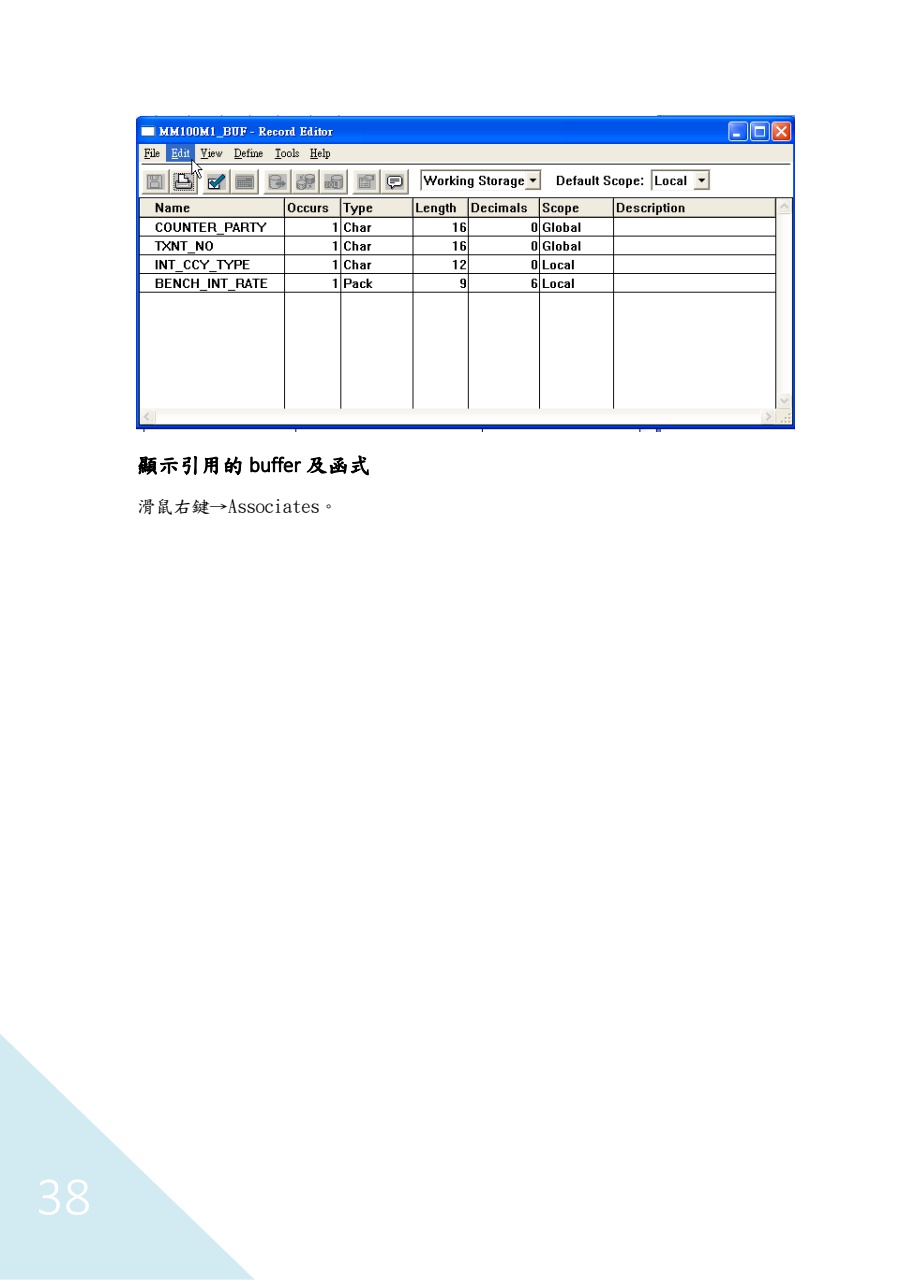 MM100M1_BUF - Record Editor
File Edit View Define Tools Help
Working Storage Default Scope: Local
Name Occurs Type Length Decimals Scope Description
COUNTER_PARTY 1 Char 16 0 Global
TXNT_NO 1 Char 16 0 Global
INT_CCY_TYPE 1 Char 12 0 Local
BENCH_INT_RATE 1 Pack 9 6 Local
顯示引用的 buffer 及函式
滑鼠右鍵→Associates。
38